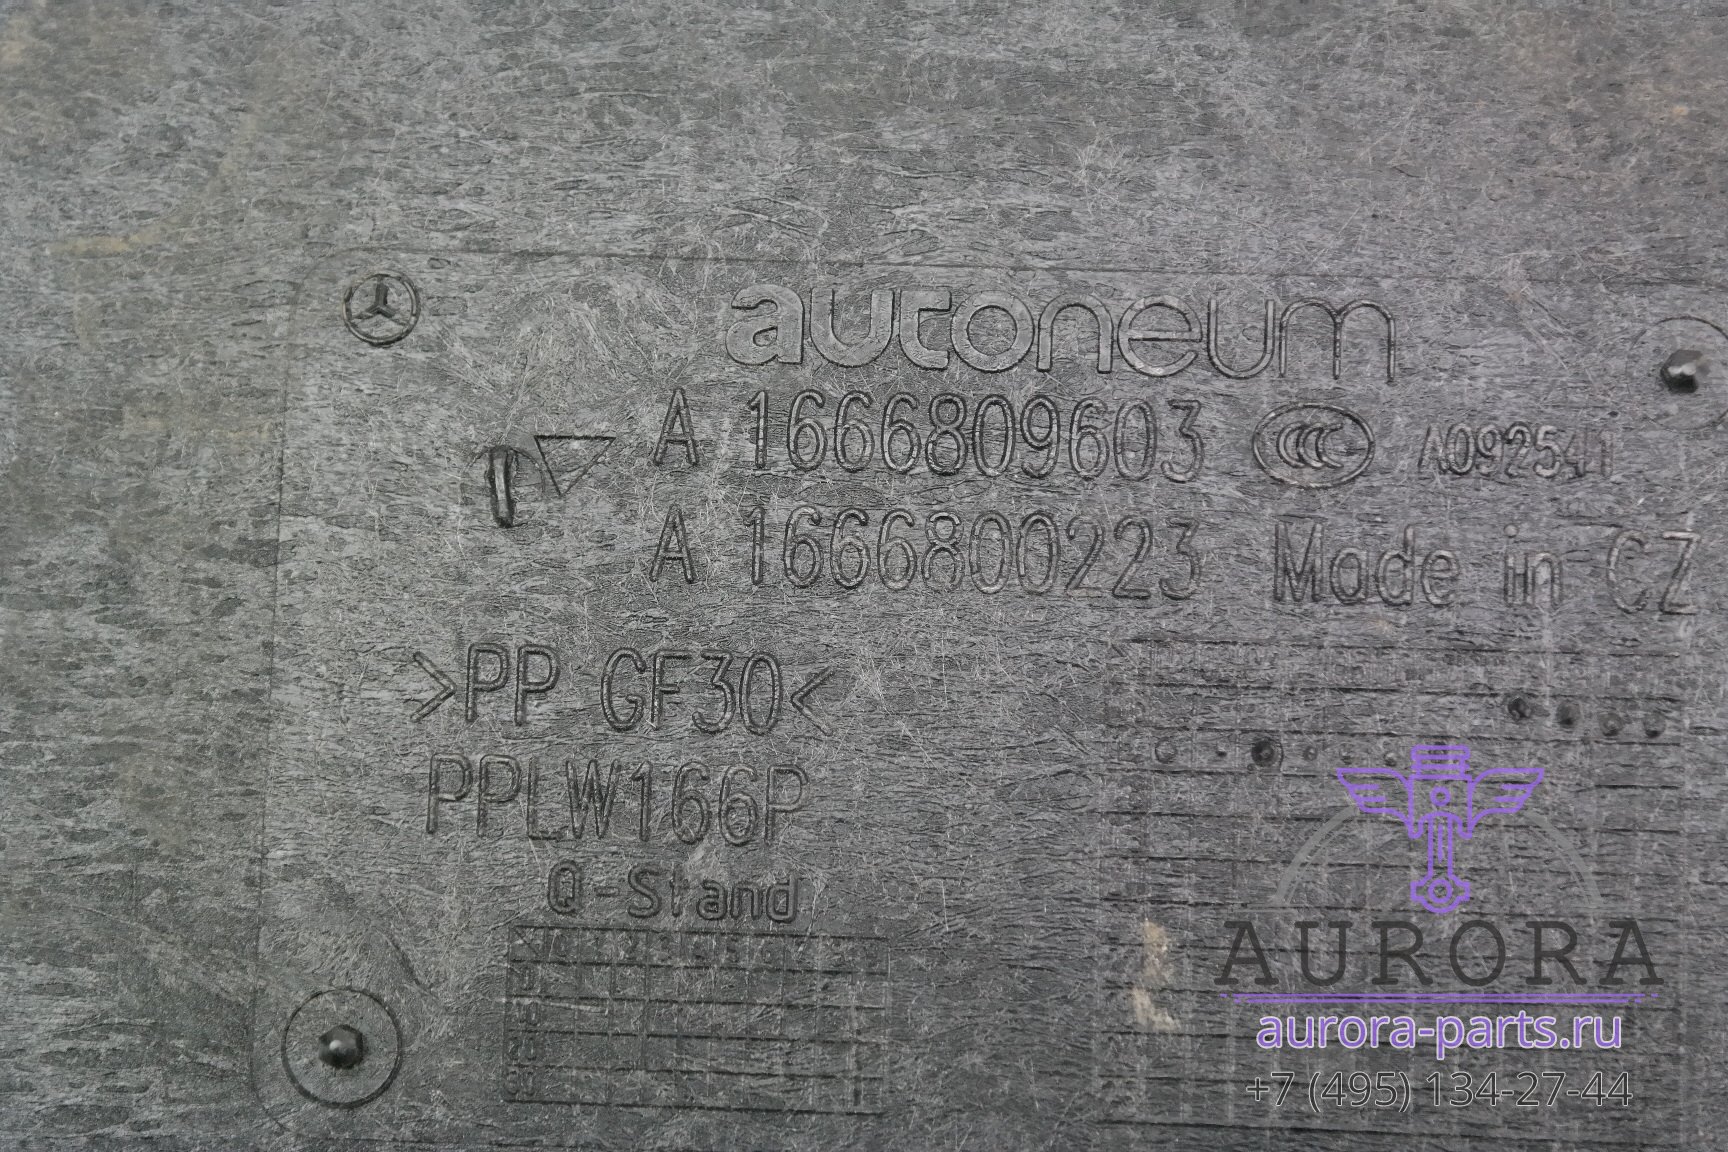 autoneum
A 1666809603 CCC A092541
A 1666800223 Made in CZ
>PP GF30<
PPLW166P
Q-Stand
AURORA
aurora-parts.ru
+7 (495) 134-27-44